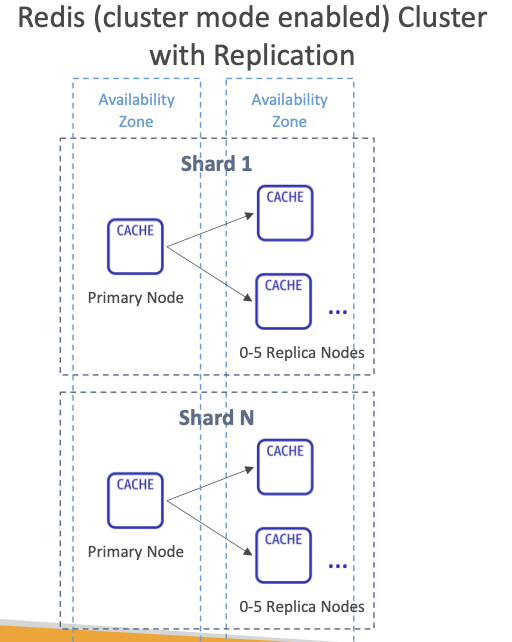 Redis (cluster mode enabled) Cluster
with Replication
Availability
Zone
Availability
Zone
Shard 1
CACHE
CACHE
Primary Node
CACHE
...
0-5 Replica Nodes
Shard N
CACHE
CACHE
Primary Node
CACHE
...
0-5 Replica Nodes